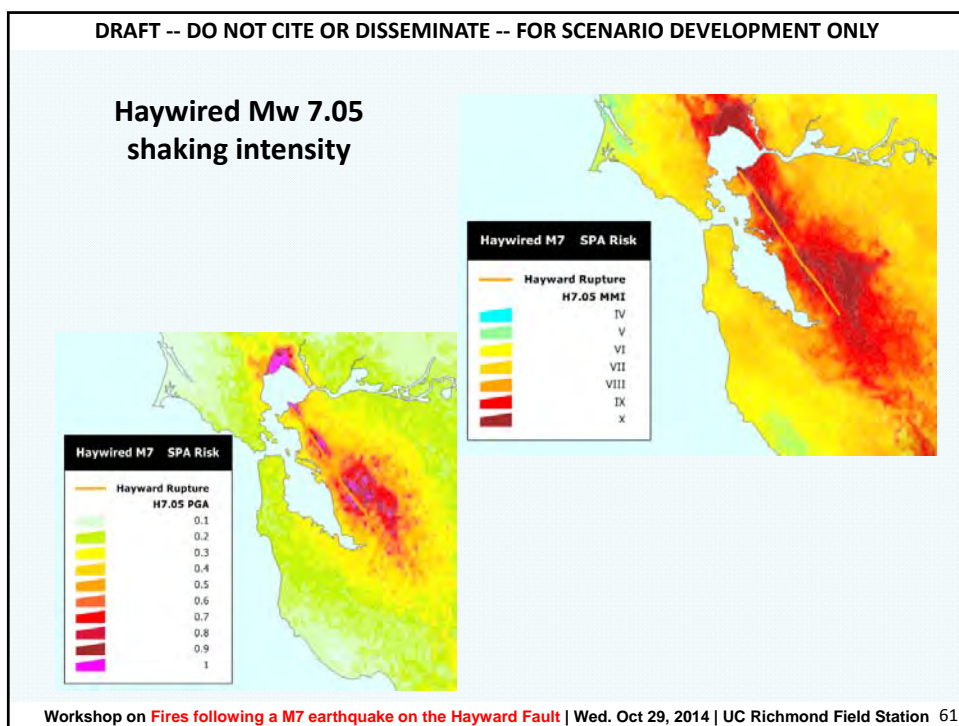 DRAFT -- DO NOT CITE OR DISSEMINATE -- FOR SCENARIO DEVELOPMENT ONLY
Haywired Mw 7.05
shaking intensity
Haywired M7 SPA Risk
Hayward Rupture
H7.05 MMI
IV
V
VI
VII
VIII
IX
X
Haywired M7 SPA Risk
Hayward Rupture
H7.05 PGA
0.1
0.2
0.3
0.4
0.5
0.6
0.7
0.8
0.9
1
Workshop on Fires following a M7 earthquake on the Hayward Fault | Wed. Oct 29, 2014 | UC Richmond Field Station 61